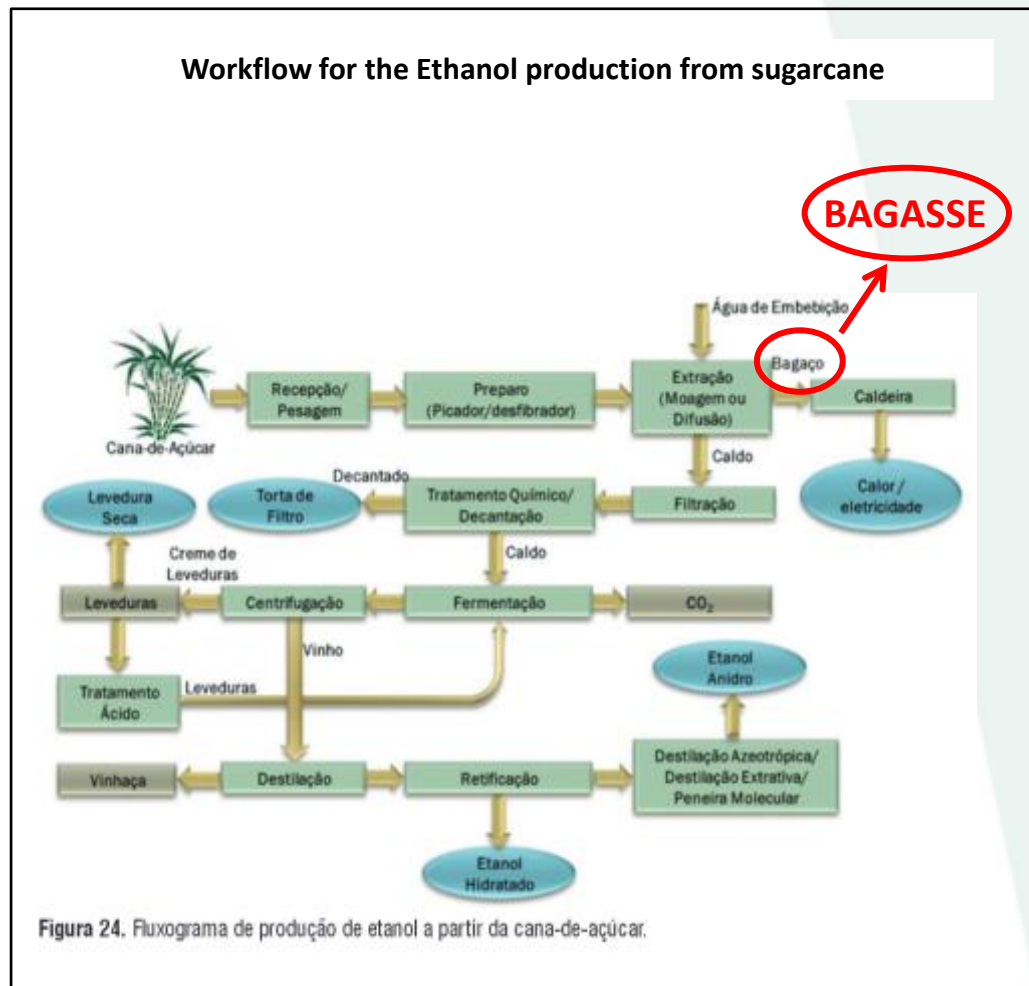 Workflow for the Ethanol production from sugarcane
BAGASSE
Água de Embebição
Bagaço
Cana-de-Açúcar
Recepção/
Pesagem
Preparo
(Picador/desfibrador)
Extração
(Moagem ou
Difusão)
Caldeira
Caldo
Calor/
eletricidade
Filtração
Tratamento Químico/
Decantação
Decantado
Torta de
Filtro
Levedura
Seca
Caldo
Creme de
Leveduras
Leveduras
Centrifugação
Fermentação
CO₂
Vinho
Tratamento
Ácido
Leveduras
Etanol
Anidro
Vinhaça
Destilação
Retificação
Destilação Azeotrópica/
Destilação Extrativa/
Peneira Molecular
Etanol
Hidratado
Figura 24. Fluxograma de produção de etanol a partir da cana-de-açúcar.